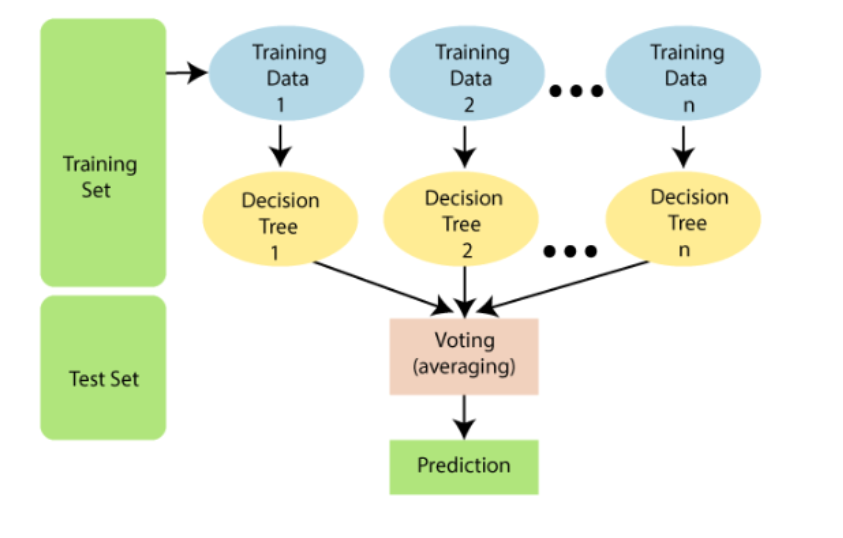 Training
Set
Training
Data
1
Training
Data
2
Training
Data
n
Decision
Tree
1
Decision
Tree
2
Decision
Tree
n
Test Set
Voting
(averaging)
Prediction